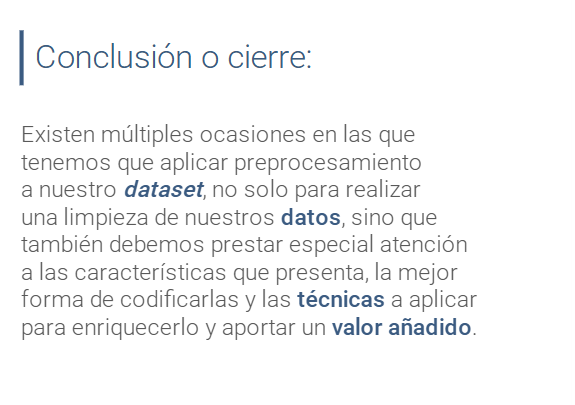 Conclusión o cierre:
Existen múltiples ocasiones en las que
tenemos que aplicar preprocesamiento
a nuestro dataset, no solo para realizar
una limpieza de nuestros datos, sino que
también debemos prestar especial atención
a las características que presenta, la mejor
forma de codificarlas y las técnicas a aplicar
para enriquecerlo y aportar un valor añadido.